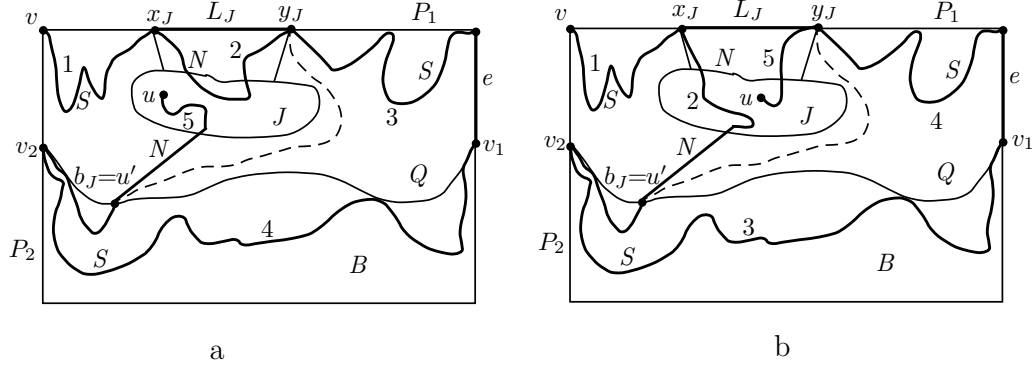 v x_J L_J y_J P_1
1 S N 2 S e
u 5 J 3
v_2 N v_1
b_J=u′ Q
P_2 S 4 B
a
v x_J L_J y_J P_1
1 S N 5 S e
2 u J 4
v_2 N v_1
b_J=u′ Q
P_2 S 3 B
b